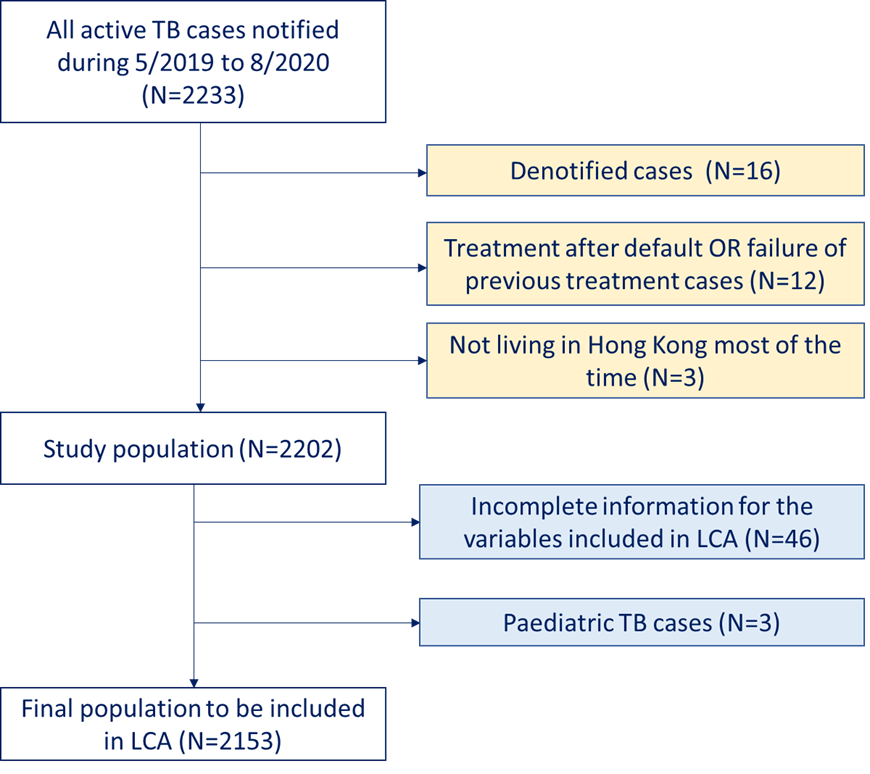 All active TB cases notified
during 5/2019 to 8/2020
(N=2233)
Denotified cases (N=16)
Treatment after default OR failure of
previous treatment cases (N=12)
Not living in Hong Kong most of the
time (N=3)
Study population (N=2202)
Incomplete information for the
variables included in LCA (N=46)
Paediatric TB cases (N=3)
Final population to be included
in LCA (N=2153)